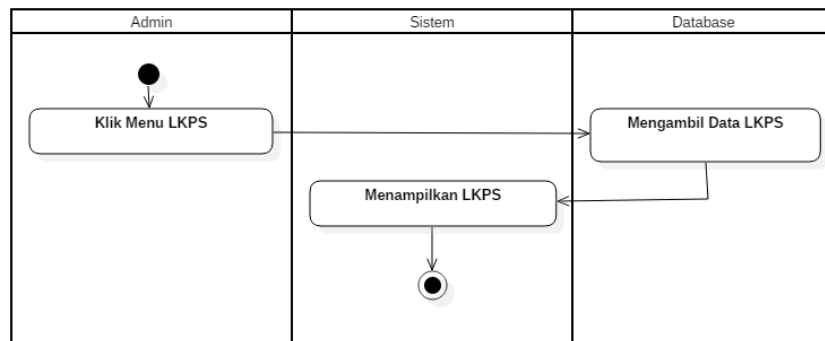 Admin
Sistem
Database
Klik Menu LKPS
Mengambil Data LKPS
Menampilkan LKPS